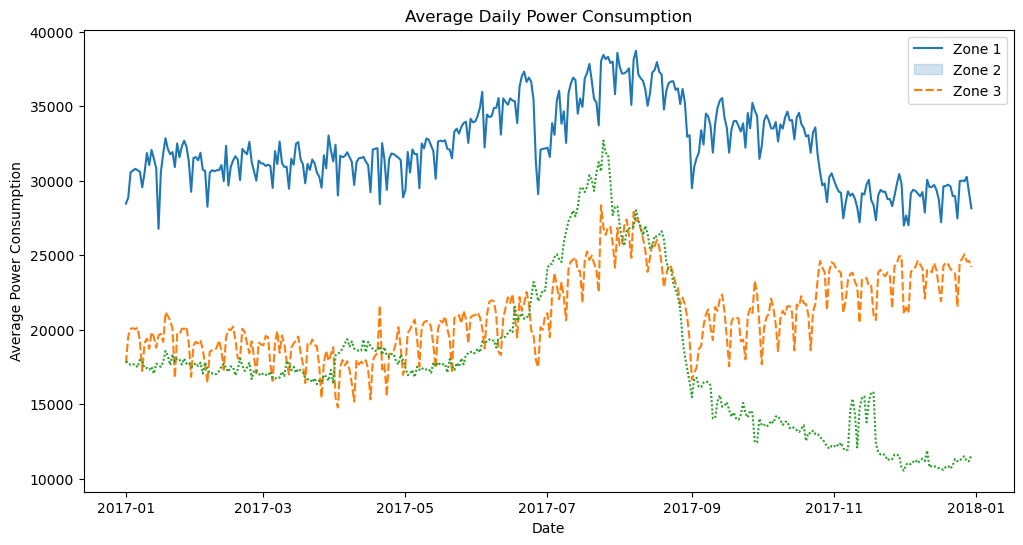 Average Daily Power Consumption
Zone 1
Zone 2
Zone 3
Average Power Consumption
40000
35000
30000
25000
20000
15000
10000
2017-01
2017-03
2017-05
2017-07
2017-09
2017-11
2018-01
Date